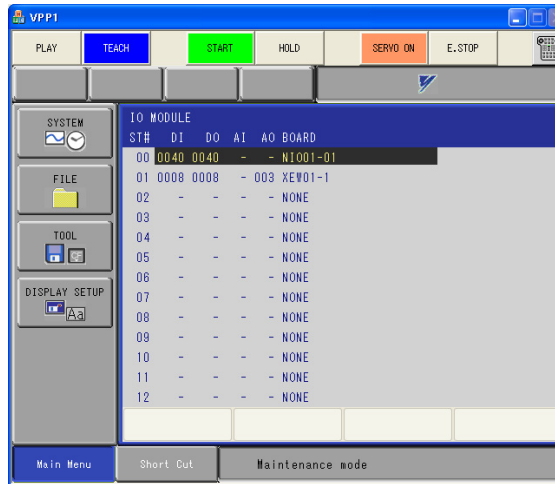 VPP1
PLAY TEACH START HOLD SERVO ON E.STOP
SYSTEM
FILE
TOOL
CF
DISPLAY SETUP
Aa
IO MODULE
ST# DI DO AI AO BOARD
00 0040 0040 - - NIO01-01
01 0008 0008 - 003 XEW01-1
02 - - - - NONE
03 - - - - NONE
04 - - - - NONE
05 - - - - NONE
06 - - - - NONE
07 - - - - NONE
08 - - - - NONE
09 - - - - NONE
10 - - - - NONE
11 - - - - NONE
12 - - - - NONE
Main Menu Short Cut Maintenance mode